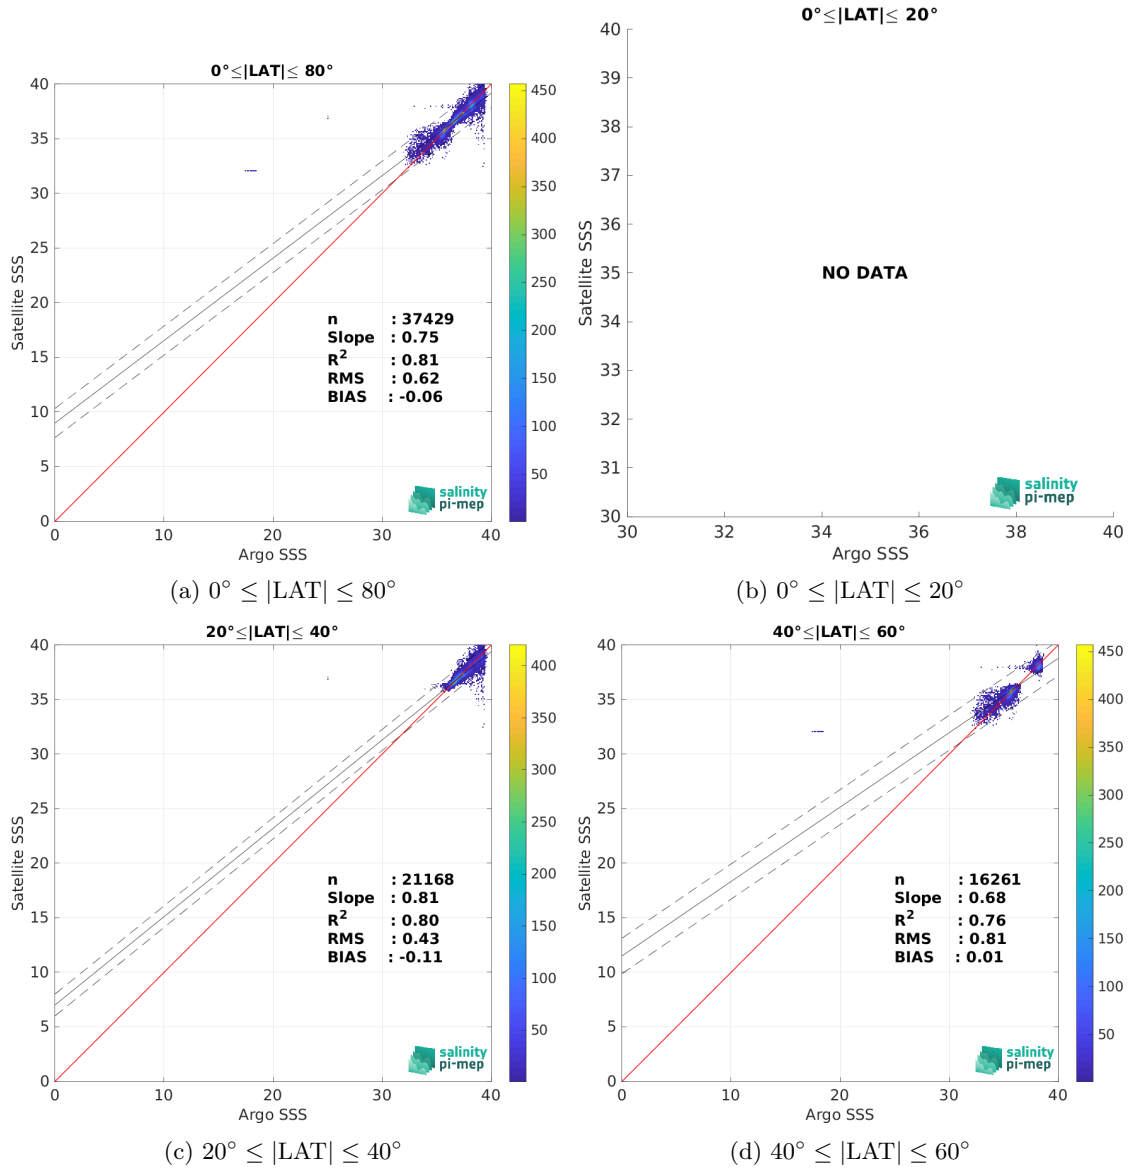 0°≤|LAT|≤ 80°
40
35
30
25
20
15
10
5
0
Satellite SSS
0
10
20
30
40
Argo SSS
n : 37429
Slope : 0.75
R² : 0.81
RMS : 0.62
BIAS : -0.06
salinity
pi-mep
450
400
350
300
250
200
150
100
50
(a) 0° ≤ |LAT| ≤ 80°
0°≤|LAT|≤ 20°
40
39
38
37
36
35
34
33
32
31
30
Satellite SSS
NO DATA
salinity
pi-mep
30
32
34
36
38
40
Argo SSS
(b) 0° ≤ |LAT| ≤ 20°
20°≤|LAT|≤ 40°
40
35
30
25
20
15
10
5
0
Satellite SSS
0
10
20
30
40
Argo SSS
n : 21168
Slope : 0.81
R² : 0.80
RMS : 0.43
BIAS : -0.11
salinity
pi-mep
400
350
300
250
200
150
100
50
(c) 20° ≤ |LAT| ≤ 40°
40°≤|LAT|≤ 60°
40
35
30
25
20
15
10
5
0
Satellite SSS
0
10
20
30
40
Argo SSS
n : 16261
Slope : 0.68
R² : 0.76
RMS : 0.81
BIAS : 0.01
salinity
pi-mep
450
400
350
300
250
200
150
100
50
(d) 40° ≤ |LAT| ≤ 60°